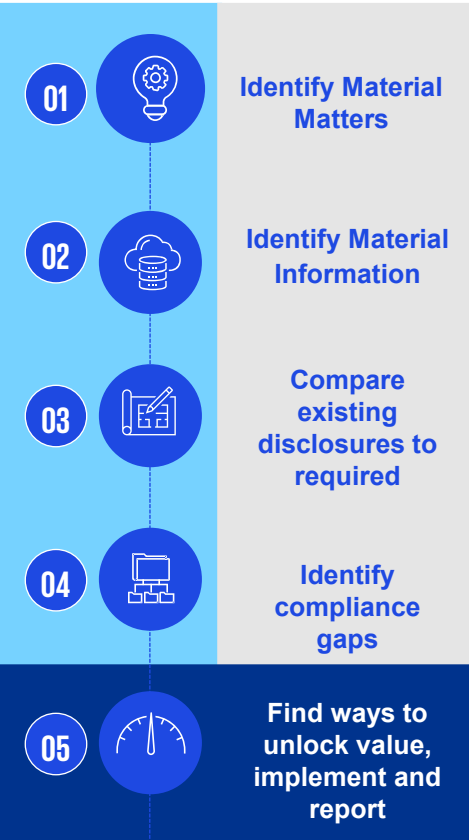 01
Identify Material
Matters
02
Identify Material
Information
03
Compare
existing
disclosures to
required
04
Identify
compliance
gaps
05
Find ways to
unlock value,
implement and
report